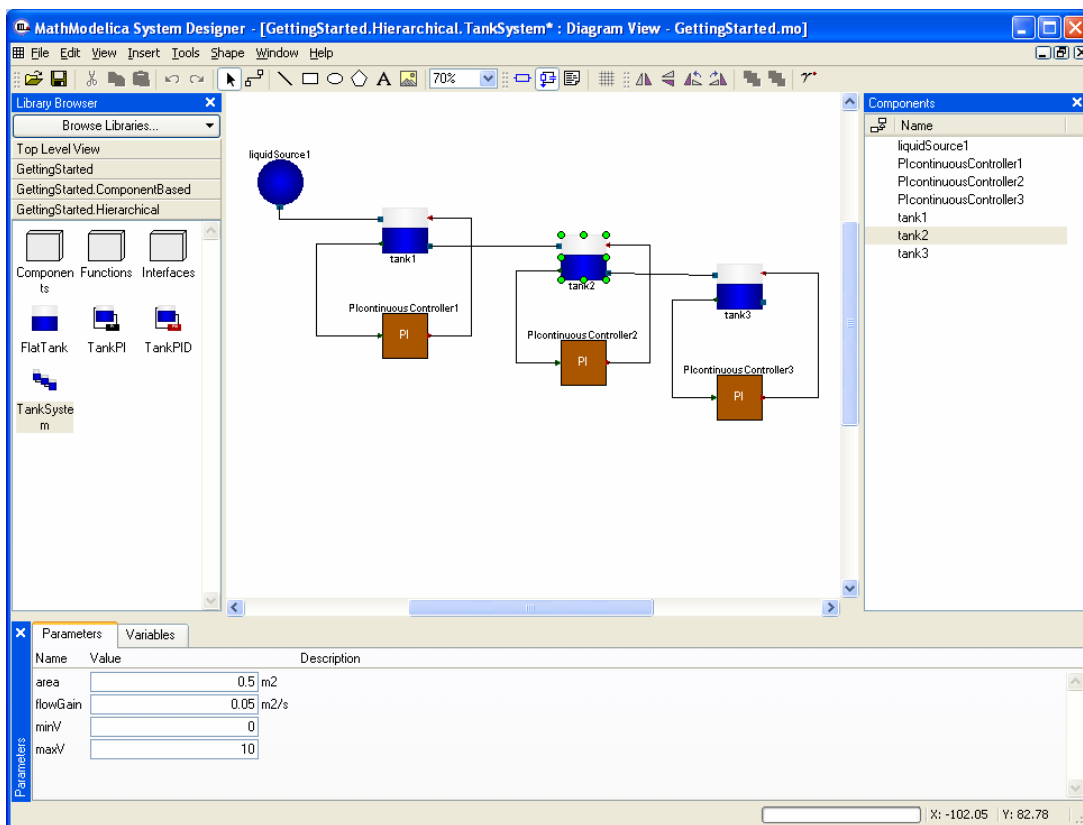 MathModelica System Designer - [GettingStarted.Hierarchical.TankSystem* : Diagram View - GettingStarted.mo]
File Edit View Insert Tools Shape Window Help
A 70%
Library Browser
Browse Libraries...
Top Level View
GettingStarted
GettingStarted.ComponentBased
GettingStarted.Hierarchical
Componen
ts
Functions
Interfaces
FlatTank
TankPI
TankPID
TankSyste
m
liquidSource1
tank1
tank2
tank3
PIcontinuousController1
PI
PIcontinuousController2
PI
PIcontinuousController3
PI
Components
Name
liquidSource1
PIcontinuousController1
PIcontinuousController2
PIcontinuousController3
tank1
tank2
tank3
Parameters Variables
Name Value Description
area 0.5 m2
flowGain 0.05 m2/s
minV 0
maxV 10
Parameters
X: -102.05 Y: 82.78